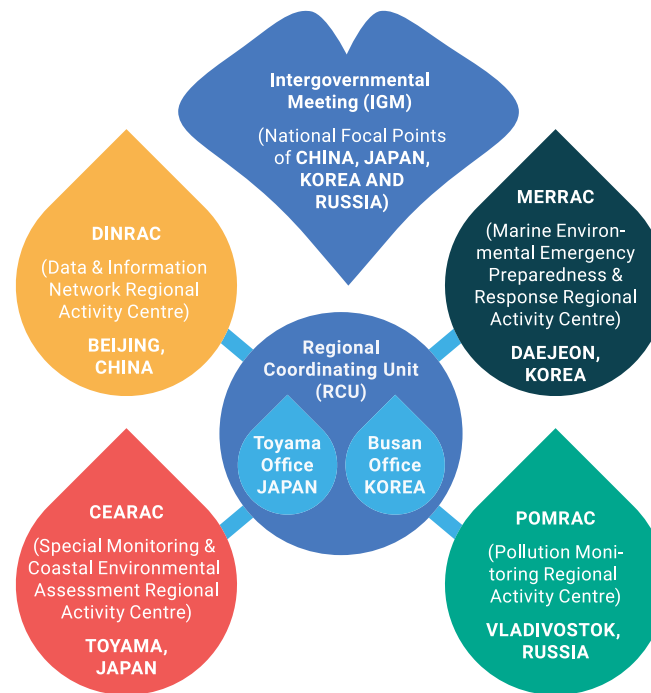 Intergovernmental
Meeting (IGM)
(National Focal Points
of CHINA, JAPAN,
KOREA AND
RUSSIA)
DINRAC
(Data & Information
Network Regional
Activity Centre)
BEIJING,
CHINA
MERRAC
(Marine Environ-
mental Emergency
Preparedness &
Response Regional
Activity Centre)
DAEJEON,
KOREA
Regional
Coordinating Unit
(RCU)
Toyama
Office
JAPAN
Busan
Office
KOREA
CEARAC
(Special Monitoring &
Coastal Environmental
Assessment Regional
Activity Centre)
TOYAMA,
JAPAN
POMRAC
(Pollution Moni-
toring Regional
Activity Centre)
VLADIVOSTOK,
RUSSIA